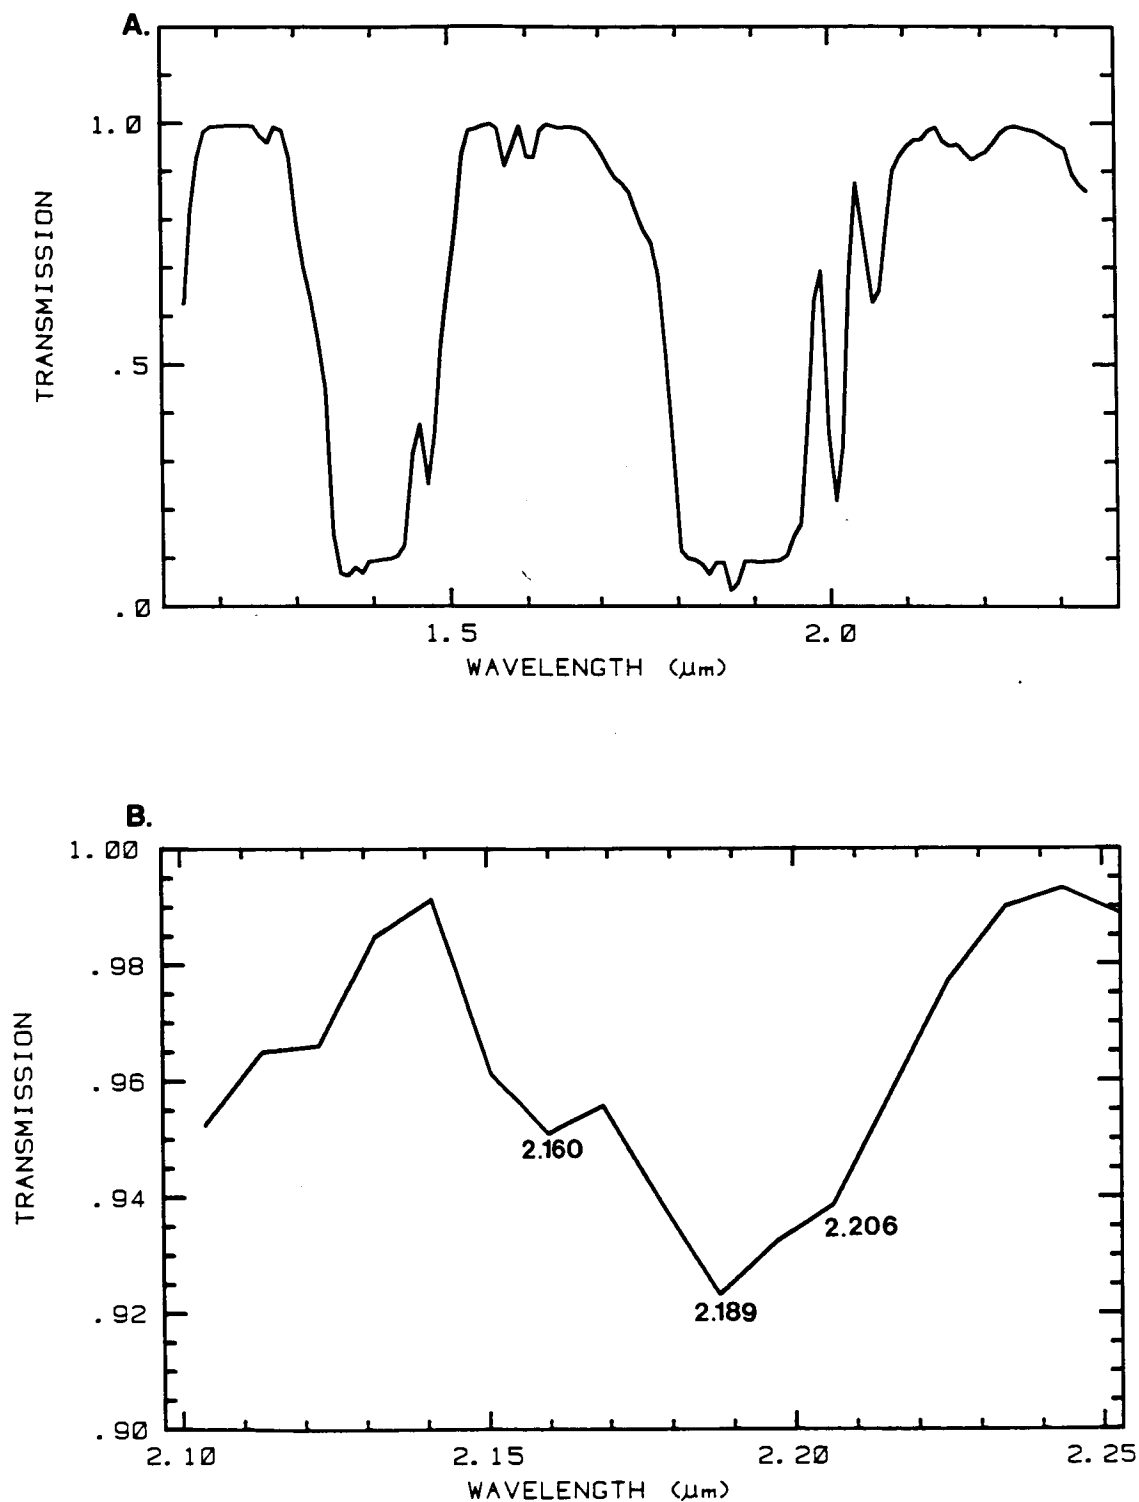 A.
1.0
.5
.0
TRANSMISSION
1.5 2.0
WAVELENGTH (μm)
B.
1.00
.98
.96
.94
.92
.90
TRANSMISSION
2.160
2.206
2.189
2.10 2.15 2.20 2.25
WAVELENGTH (μm)